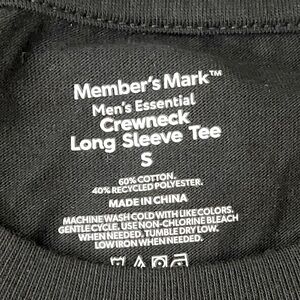 Member's Mark™
Men's Essential
Crewneck
Long Sleeve Tee
S
60% COTTON,
40% RECYCLED POLYESTER.
MADE IN CHINA
MACHINE WASH COLD WITH LIKE COLORS,
GENTLE CYCLE, USE NON-CHLORINE BLEACH
WHEN NEEDED, TUMBLE DRY LOW,
LOW IRON WHEN NEEDED.